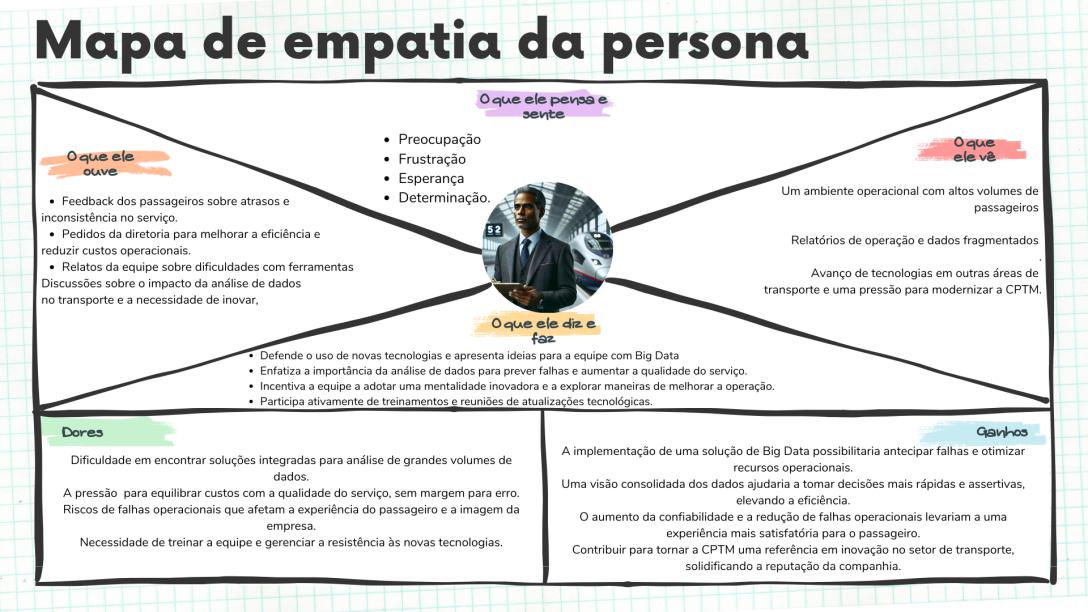 Mapa de empatia da persona
O que ele pensa e
sente
• Preocupação
• Frustração
• Esperança
• Determinação.
O que ele
ouve
• Feedback dos passageiros sobre atrasos e
inconsistência no serviço.
• Pedidos da diretoria para melhorar a eficiência e
reduzir custos operacionais.
• Relatos da equipe sobre dificuldades com ferramentas
Discussões sobre o impacto da análise de dados
no transporte e a necessidade de inovar,
O que
ele vê
Um ambiente operacional com altos volumes de
passageiros
Relatórios de operação e dados fragmentados
.
Avanço de tecnologias em outras áreas de
transporte e uma pressão para modernizar a CPTM.
52
O que ele diz e
faz
• Defende o uso de novas tecnologias e apresenta ideias para a equipe com Big Data
• Enfatiza a importância da análise de dados para prever falhas e aumentar a qualidade do serviço.
• Incentiva a equipe a adotar uma mentalidade inovadora e a explorar maneiras de melhorar a operação.
• Participa ativamente de treinamentos e reuniões de atualizações tecnológicas.
Dores
Dificuldade em encontrar soluções integradas para análise de grandes volumes de
dados.
A pressão  para equilibrar custos com a qualidade do serviço, sem margem para erro.
Riscos de falhas operacionais que afetam a experiência do passageiro e a imagem da
empresa.
Necessidade de treinar a equipe e gerenciar a resistência às novas tecnologias.
Ganhos
A implementação de uma solução de Big Data possibilitaria antecipar falhas e otimizar
recursos operacionais.
Uma visão consolidada dos dados ajudaria a tomar decisões mais rápidas e assertivas,
elevando a eficiência.
O aumento da confiabilidade e a redução de falhas operacionais levariam a uma
experiência mais satisfatória para o passageiro.
Contribuir para tornar a CPTM uma referência em inovação no setor de transporte,
solidificando a reputação da companhia.